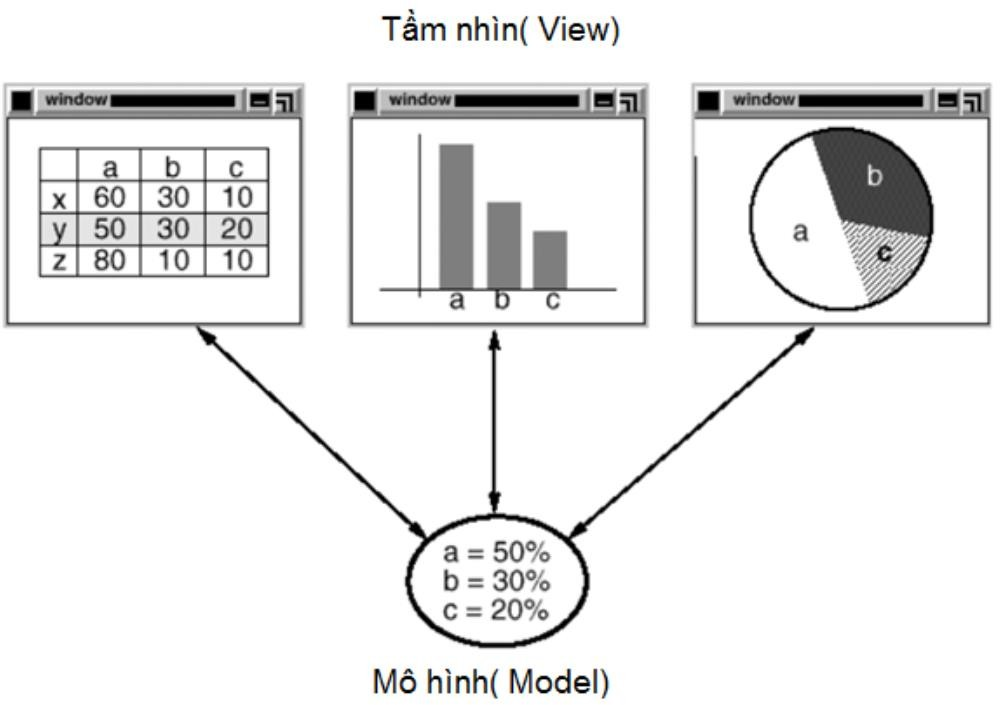 Tầm nhìn( View)
window
a b c
x 60 30 10
y 50 30 20
z 80 10 10
window
a b c
window
b
a
c
a = 50%
b = 30%
c = 20%
Mô hình( Model)